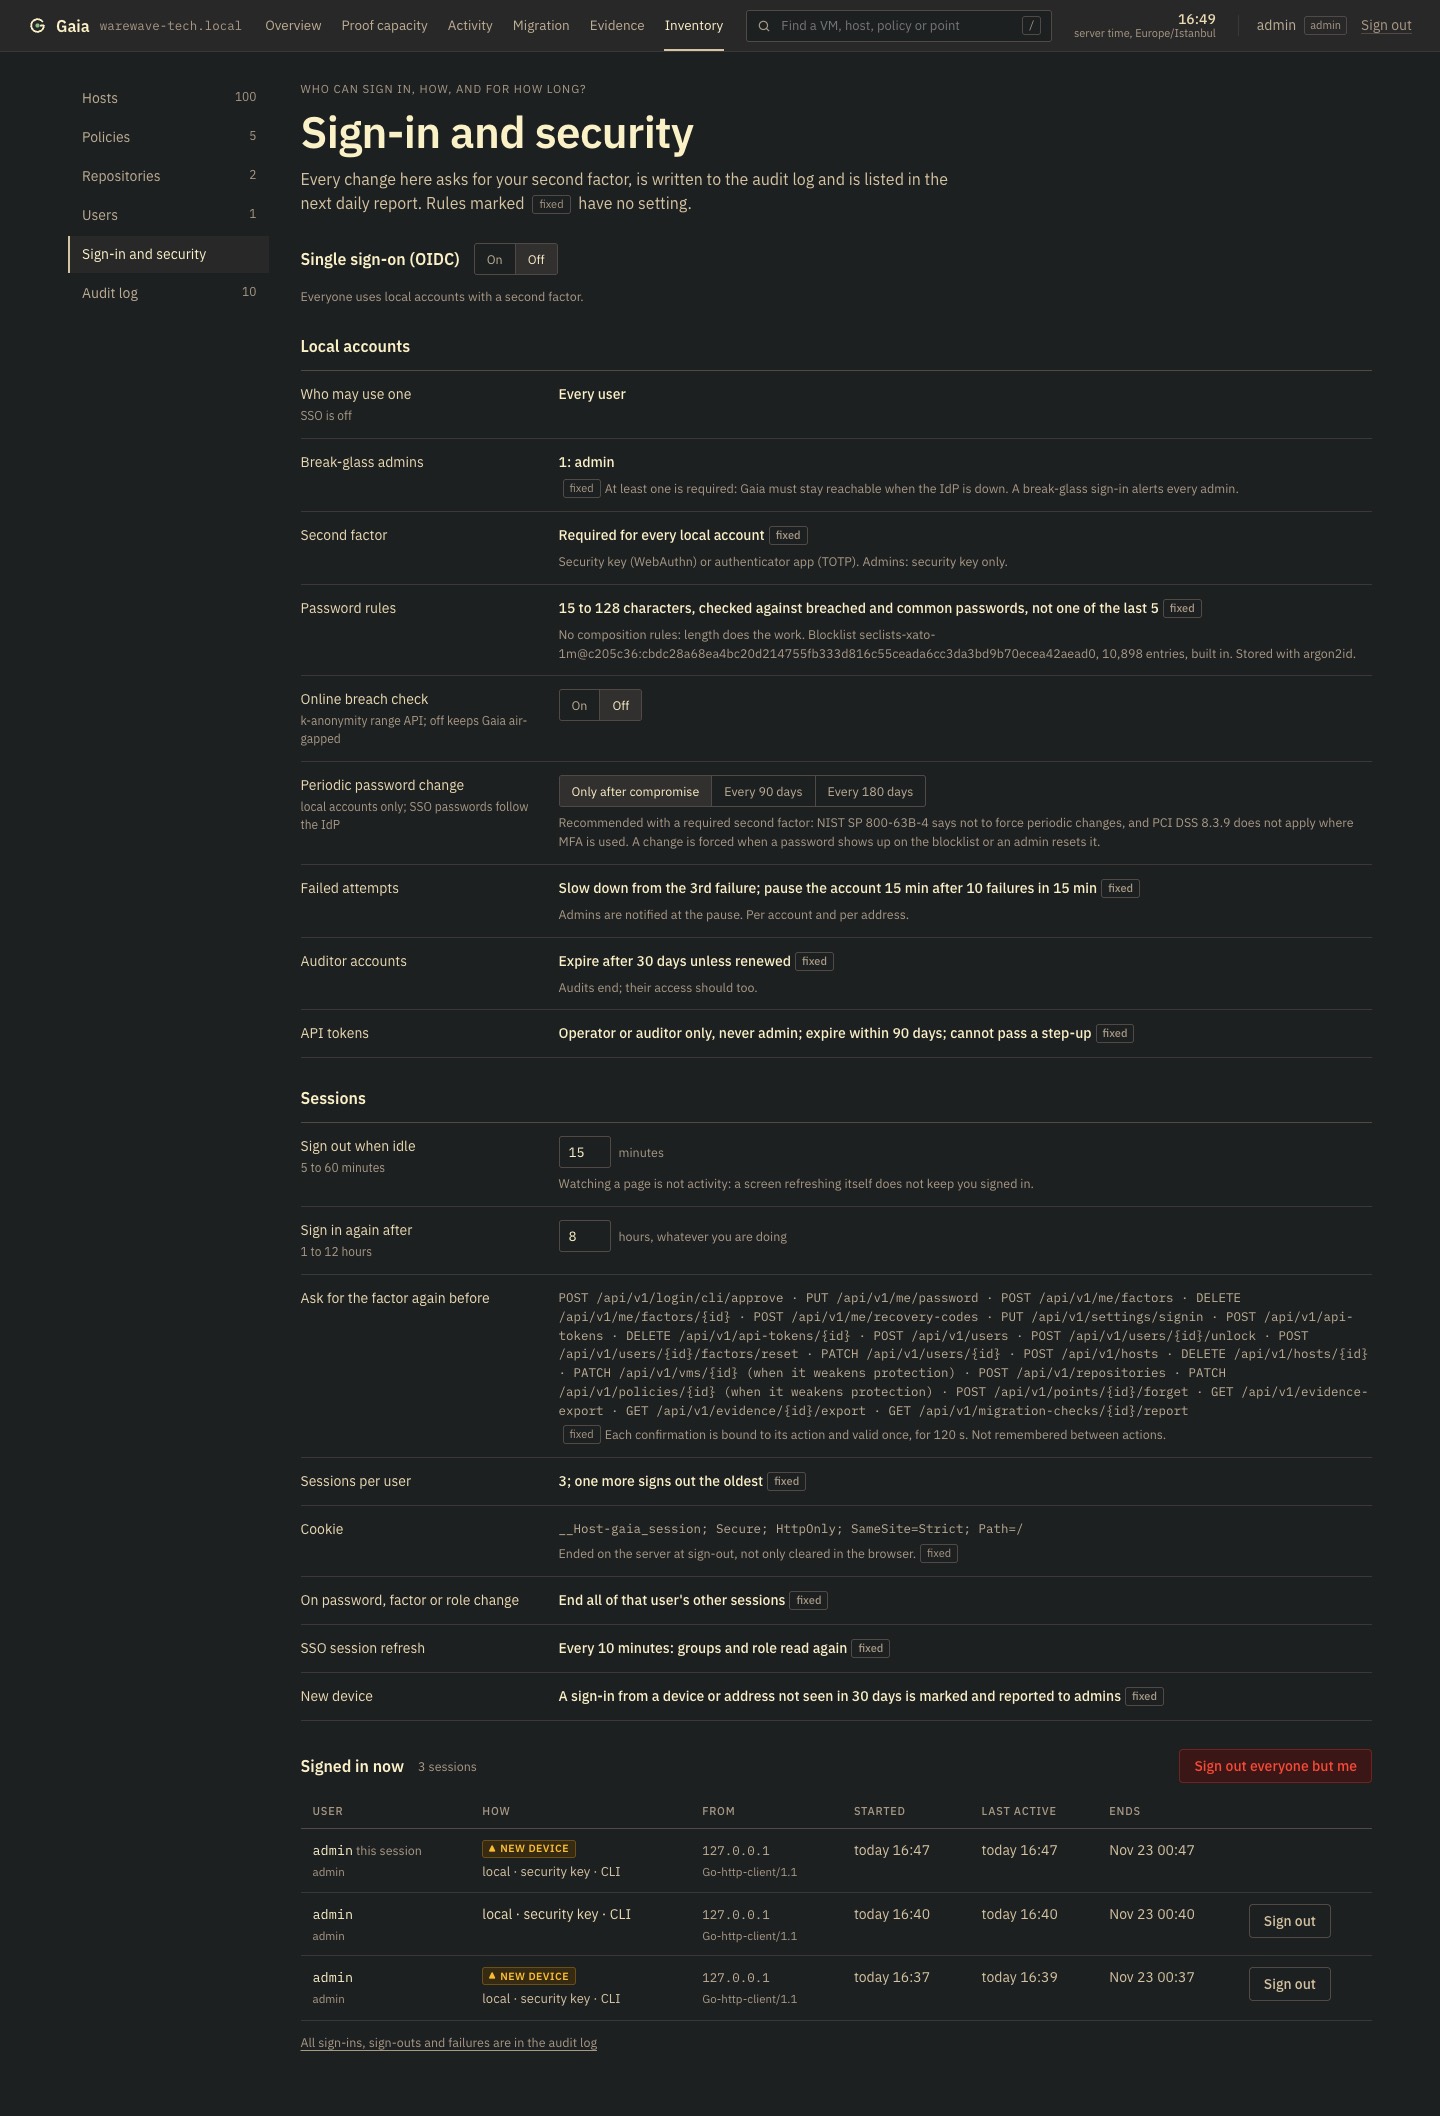 Gaia warewave-tech.local Overview Proof capacity Activity Migration Evidence Inventory Find a VM, host, policy or point / 16:49 admin admin Sign out
server time, Europe/Istanbul
Hosts 100
Policies 5
Repositories 2
Users 1
Sign-in and security
Audit log 10
WHO CAN SIGN IN, HOW, AND FOR HOW LONG?
Sign-in and security
Every change here asks for your second factor, is written to the audit log and is listed in the
next daily report. Rules marked fixed have no setting.
Single sign-on (OIDC) On Off
Everyone uses local accounts with a second factor.
Local accounts
Who may use one Every user
SSO is off
Break-glass admins 1: admin
fixed At least one is required: Gaia must stay reachable when the IdP is down. A break-glass sign-in alerts every admin.
Second factor Required for every local account fixed
Security key (WebAuthn) or authenticator app (TOTP). Admins: security key only.
Password rules 15 to 128 characters, checked against breached and common passwords, not one of the last 5 fixed
No composition rules: length does the work. Blocklist seclists-xato-
1m@c205c36:cbdc28a68ea4bc20d214755fb333d816c55ceada6cc3da3bd9b70ecea42aead0, 10,898 entries, built in. Stored with argon2id.
Online breach check On Off
k-anonymity range API; off keeps Gaia air-
gapped
Periodic password change Only after compromise Every 90 days Every 180 days
local accounts only; SSO passwords follow
the IdP
Recommended with a required second factor: NIST SP 800-63B-4 says not to force periodic changes, and PCI DSS 8.3.9 does not apply where
MFA is used. A change is forced when a password shows up on the blocklist or an admin resets it.
Failed attempts Slow down from the 3rd failure; pause the account 15 min after 10 failures in 15 min fixed
Admins are notified at the pause. Per account and per address.
Auditor accounts Expire after 30 days unless renewed fixed
Audits end; their access should too.
API tokens Operator or auditor only, never admin; expire within 90 days; cannot pass a step-up fixed
Sessions
Sign out when idle 15 minutes
5 to 60 minutes
Watching a page is not activity: a screen refreshing itself does not keep you signed in.
Sign in again after 8 hours, whatever you are doing
1 to 12 hours
Ask for the factor again before POST /api/v1/login/cli/approve · PUT /api/v1/me/password · POST /api/v1/me/factors · DELETE
/api/v1/me/factors/{id} · POST /api/v1/me/recovery-codes · PUT /api/v1/settings/signin · POST /api/v1/api-
tokens · DELETE /api/v1/api-tokens/{id} · POST /api/v1/users · POST /api/v1/users/{id}/unlock · POST
/api/v1/users/{id}/factors/reset · PATCH /api/v1/users/{id} · POST /api/v1/hosts · DELETE /api/v1/hosts/{id}
· PATCH /api/v1/vms/{id} (when it weakens protection) · POST /api/v1/repositories · PATCH
/api/v1/policies/{id} (when it weakens protection) · POST /api/v1/points/{id}/forget · GET /api/v1/evidence-
export · GET /api/v1/evidence/{id}/export · GET /api/v1/migration-checks/{id}/report
fixed Each confirmation is bound to its action and valid once, for 120 s. Not remembered between actions.
Sessions per user 3; one more signs out the oldest fixed
Cookie __Host-gaia_session; Secure; HttpOnly; SameSite=Strict; Path=/
Ended on the server at sign-out, not only cleared in the browser. fixed
On password, factor or role change End all of that user's other sessions fixed
SSO session refresh Every 10 minutes: groups and role read again fixed
New device A sign-in from a device or address not seen in 30 days is marked and reported to admins fixed
Signed in now 3 sessions Sign out everyone but me
USER HOW FROM STARTED LAST ACTIVE ENDS
admin this session NEW DEVICE 127.0.0.1 today 16:47 today 16:47 Nov 23 00:47
admin local · security key · CLI Go-http-client/1.1
admin local · security key · CLI 127.0.0.1 today 16:40 today 16:40 Nov 23 00:40 Sign out
admin Go-http-client/1.1
admin NEW DEVICE 127.0.0.1 today 16:37 today 16:39 Nov 23 00:37 Sign out
admin local · security key · CLI Go-http-client/1.1
All sign-ins, sign-outs and failures are in the audit log